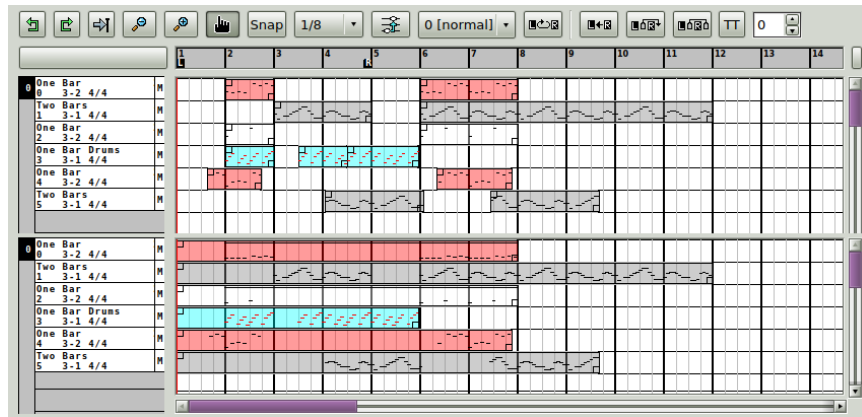 Snap 1/8 0 [normal] TT 0
1 2 3 4 5 6 7 8 9 10 11 12 13 14
L R
0 One Bar M
0 3-2 4/4
Two Bars M
1 3-1 4/4
One Bar M
2 3-2 4/4
One Bar Drums M
3 3-1 4/4
One Bar M
4 3-2 4/4
Two Bars M
5 3-1 4/4
0 One Bar M
0 3-2 4/4
Two Bars M
1 3-1 4/4
One Bar M
2 3-2 4/4
One Bar Drums M
3 3-1 4/4
One Bar M
4 3-2 4/4
Two Bars M
5 3-1 4/4